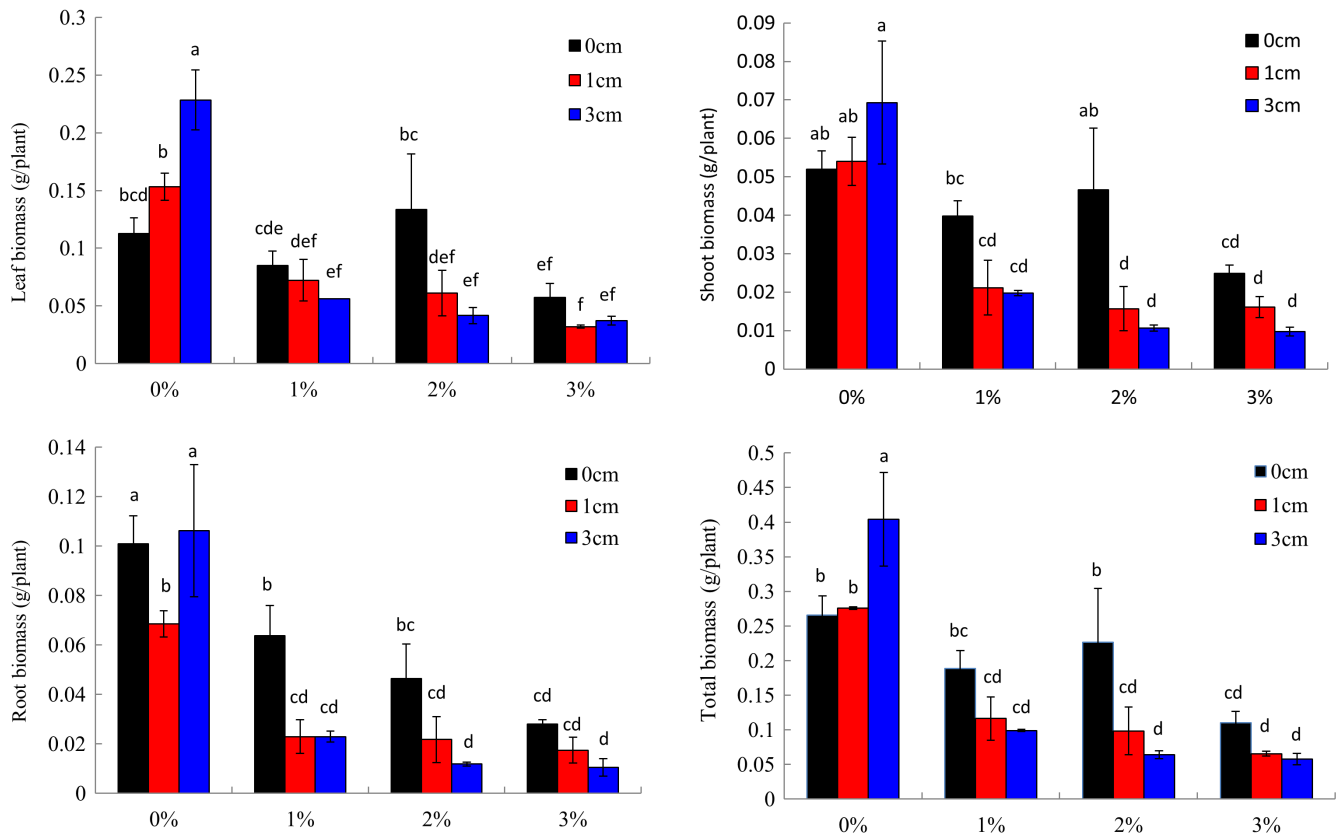 Leaf biomass (g/plant)
0.3
0.25
0.2
0.15
0.1
0.05
0
0cm
1cm
3cm
bcd
b
a
cde
def
ef
bc
def
ef
ef
f
ef
0%
1%
2%
3%
Shoot biomass (g/plant)
0.09
0.08
0.07
0.06
0.05
0.04
0.03
0.02
0.01
0
0cm
1cm
3cm
ab
ab
a
bc
cd
cd
ab
d
d
cd
d
d
0%
1%
2%
3%
Root biomass (g/plant)
0.14
0.12
0.1
0.08
0.06
0.04
0.02
0
0cm
1cm
3cm
a
b
a
b
cd
cd
bc
cd
d
cd
cd
d
0%
1%
2%
3%
Total biomass (g/plant)
0.5
0.45
0.4
0.35
0.3
0.25
0.2
0.15
0.1
0.05
0
0cm
1cm
3cm
b
b
a
bc
cd
cd
b
cd
d
cd
d
d
0%
1%
2%
3%